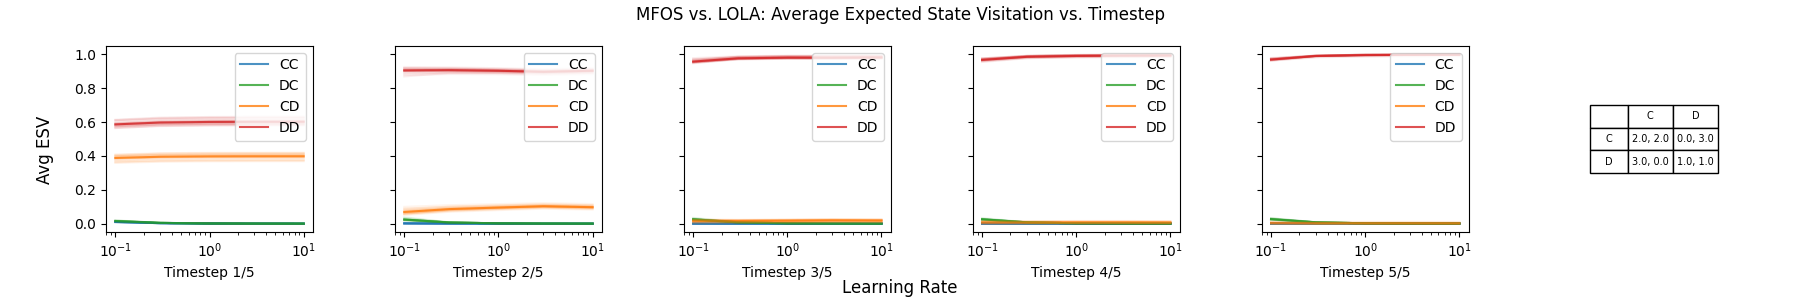 MFOS vs. LOLA: Average Expected State Visitation vs. Timestep
Avg ESV
1.0
0.8
0.6
0.4
0.2
0.0
CC
DC
CD
DD
10⁻¹ 10⁰ 10¹
Timestep 1/5
CC
DC
CD
DD
10⁻¹ 10⁰ 10¹
Timestep 2/5
CC
DC
CD
DD
10⁻¹ 10⁰ 10¹
Timestep 3/5
CC
DC
CD
DD
10⁻¹ 10⁰ 10¹
Timestep 4/5
CC
DC
CD
DD
10⁻¹ 10⁰ 10¹
Timestep 5/5
C D
C 2.0, 2.0 0.0, 3.0
D 3.0, 0.0 1.0, 1.0
Learning Rate